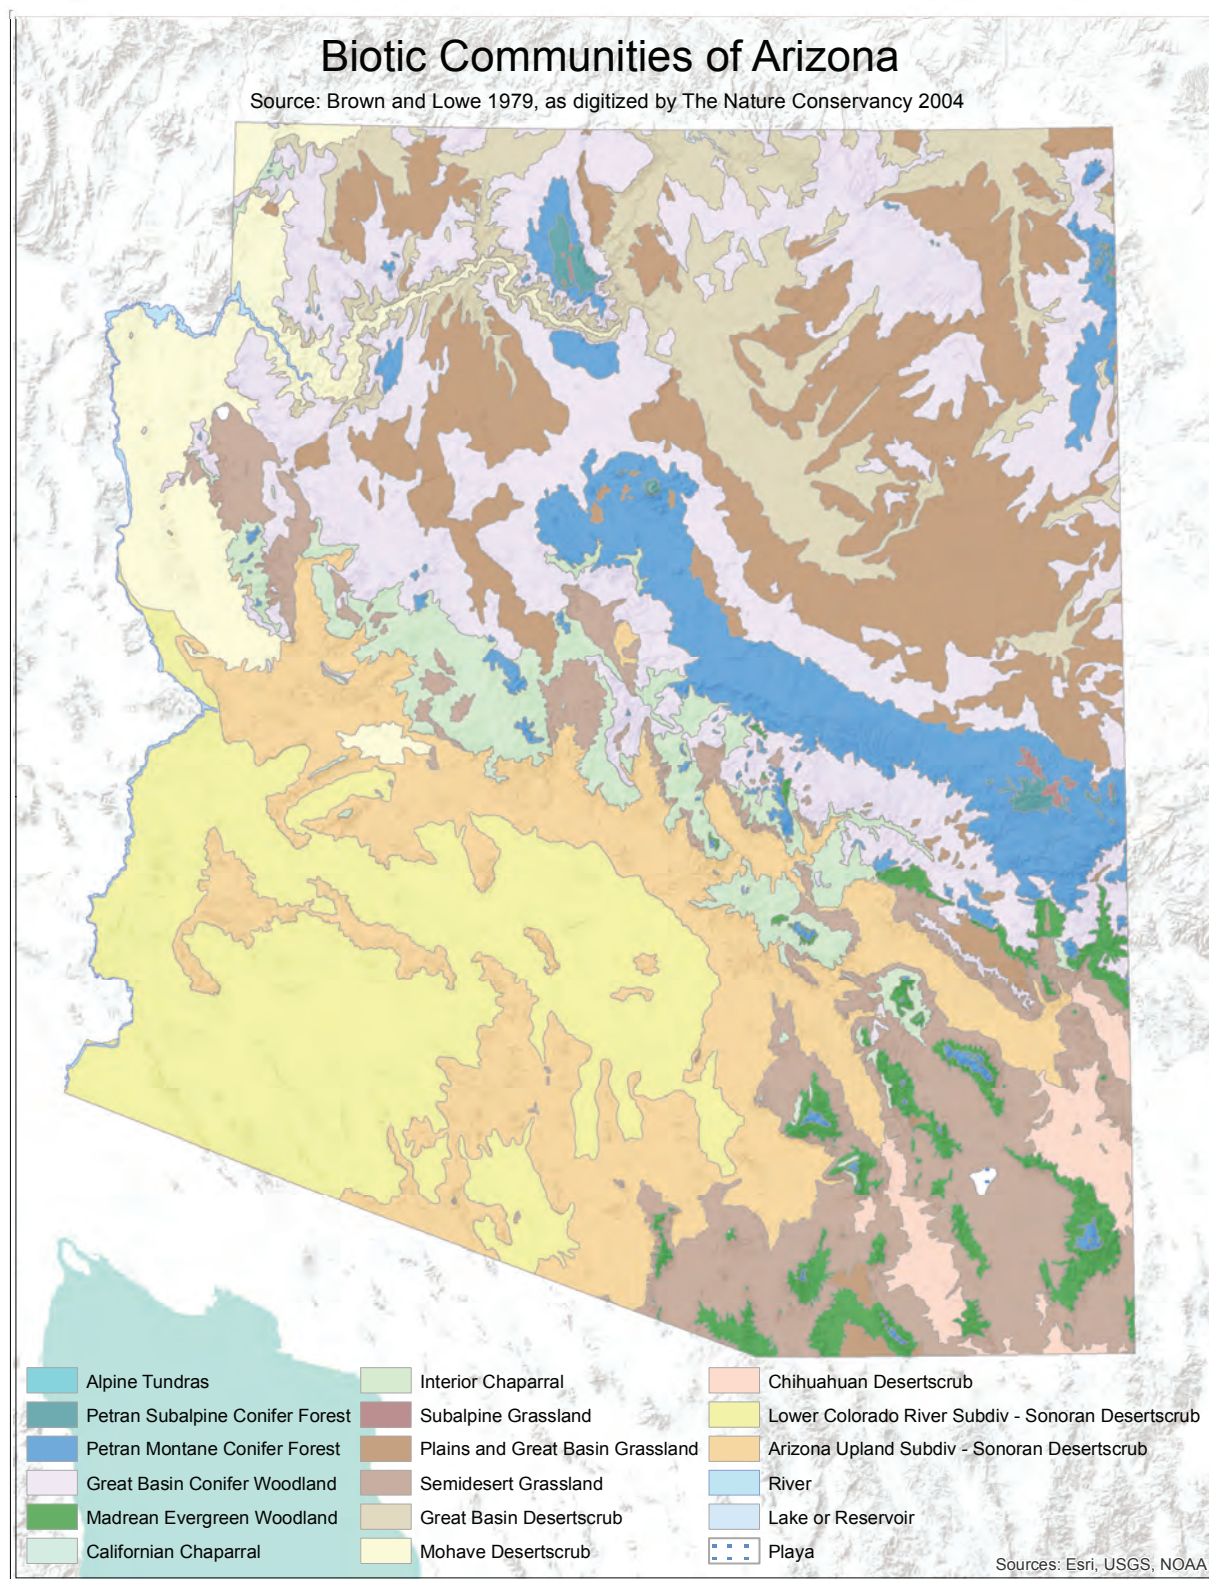 Biotic Communities of Arizona
Source: Brown and Lowe 1979, as digitized by The Nature Conservancy 2004
Alpine Tundras
Petran Subalpine Conifer Forest
Petran Montane Conifer Forest
Great Basin Conifer Woodland
Madrean Evergreen Woodland
Californian Chaparral
Interior Chaparral
Subalpine Grassland
Plains and Great Basin Grassland
Semidesert Grassland
Great Basin Desertscrub
Mohave Desertscrub
Chihuahuan Desertscrub
Lower Colorado River Subdiv - Sonoran Desertscrub
Arizona Upland Subdiv - Sonoran Desertscrub
River
Lake or Reservoir
Playa
Sources: Esri, USGS, NOAA